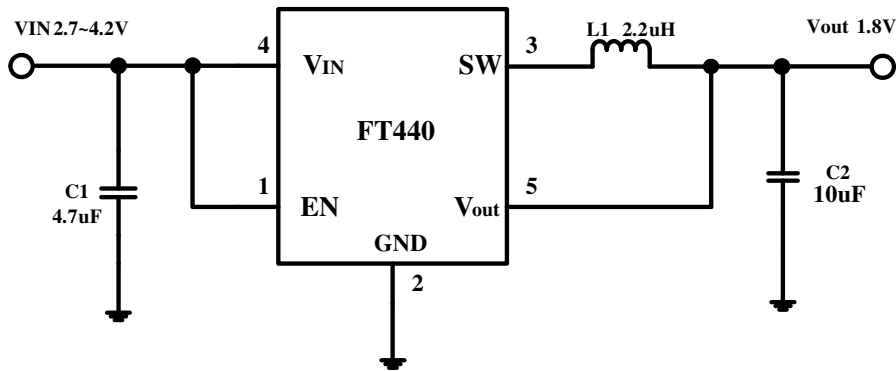 VIN 2.7~4.2V
4
VIN
SW
3
L1 2.2uH
Vout 1.8V
FT440
C1
4.7uF
1
EN
Vout
5
C2
10uF
GND
2